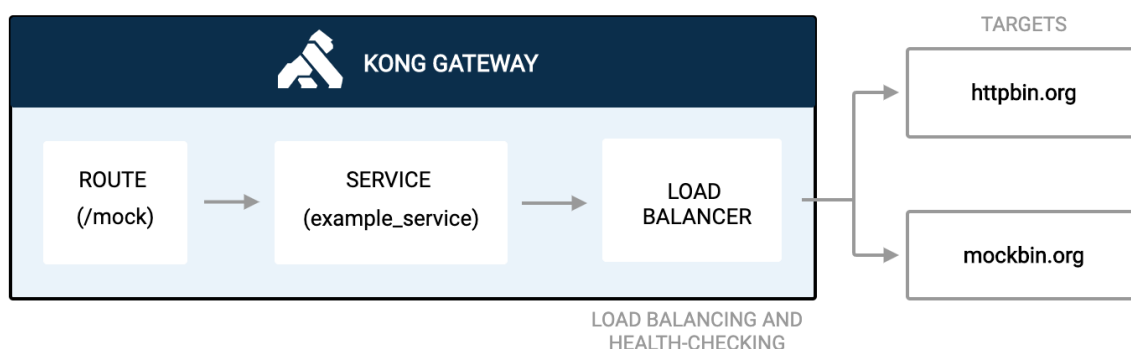 TARGETS
KONG GATEWAY
httpbin.org
ROUTE
(/mock)
SERVICE
(example_service)
LOAD
BALANCER
mockbin.org
LOAD BALANCING AND
HEALTH-CHECKING